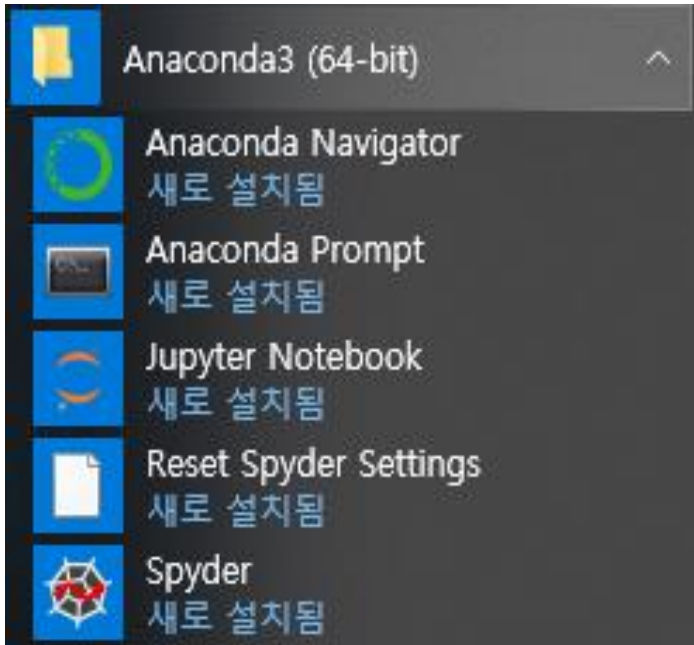 Anaconda3 (64-bit)
Anaconda Navigator
새로 설치됨
Anaconda Prompt
새로 설치됨
Jupyter Notebook
새로 설치됨
Reset Spyder Settings
새로 설치됨
Spyder
새로 설치됨